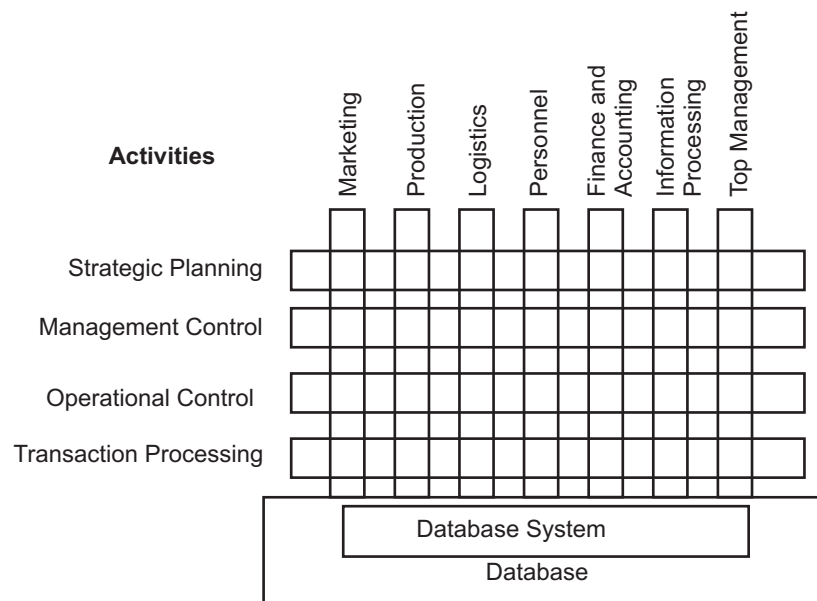 Marketing
Production
Logistics
Personnel
Finance and
Accounting
Information
Processing
Top Management
Activities
Strategic Planning
Management Control
Operational Control
Transaction Processing
Database System
Database